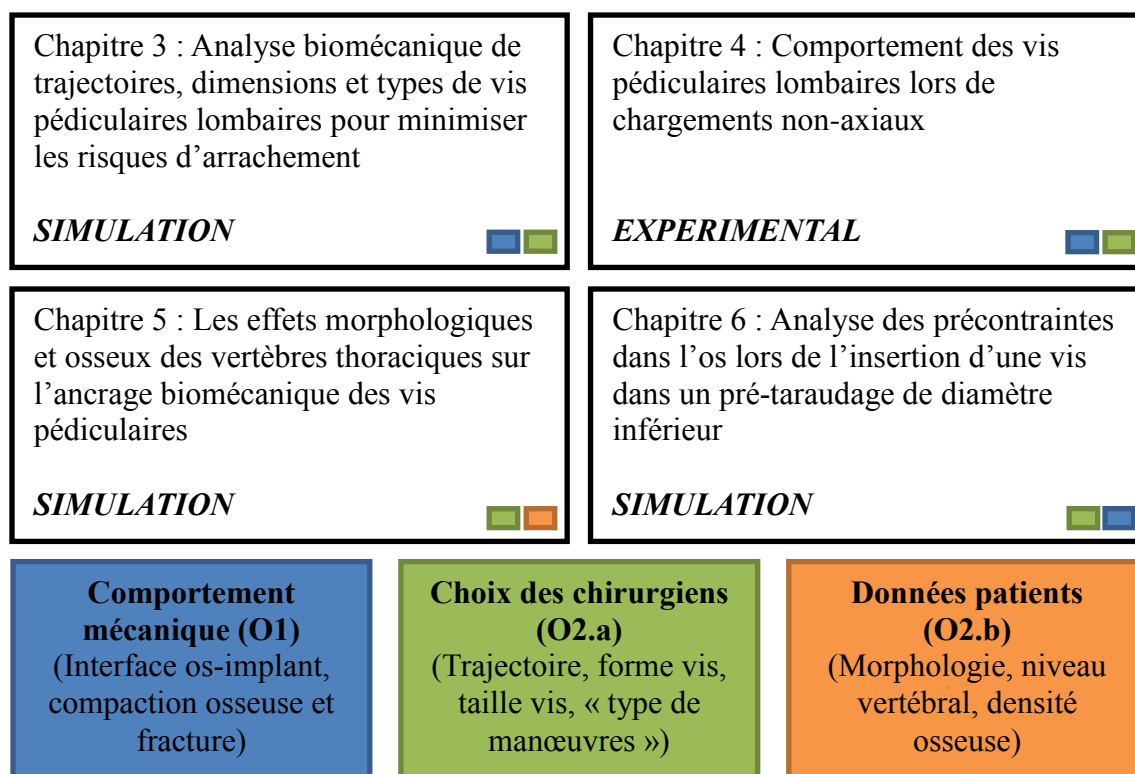 Chapitre 3 : Analyse biomécanique de
trajectoires, dimensions et types de vis
pédiculaires lombaires pour minimiser
les risques d’arrachement
SIMULATION
Chapitre 4 : Comportement des vis
pédiculaires lombaires lors de
chargements non-axiaux
EXPERIMENTAL
Chapitre 5 : Les effets morphologiques
et osseux des vertèbres thoraciques sur
l’ancrage biomécanique des vis
pédiculaires
SIMULATION
Chapitre 6 : Analyse des précontraintes
dans l’os lors de l’insertion d’une vis
dans un pré-taraudage de diamètre
inférieur
SIMULATION
Comportement
mécanique (O1)
(Interface os-implant,
compaction osseuse et
fracture)
Choix des chirurgiens
(O2.a)
(Trajectoire, forme vis,
taille vis, « type de
manœuvres »)
Données patients
(O2.b)
(Morphologie, niveau
vertébral, densité
osseuse)